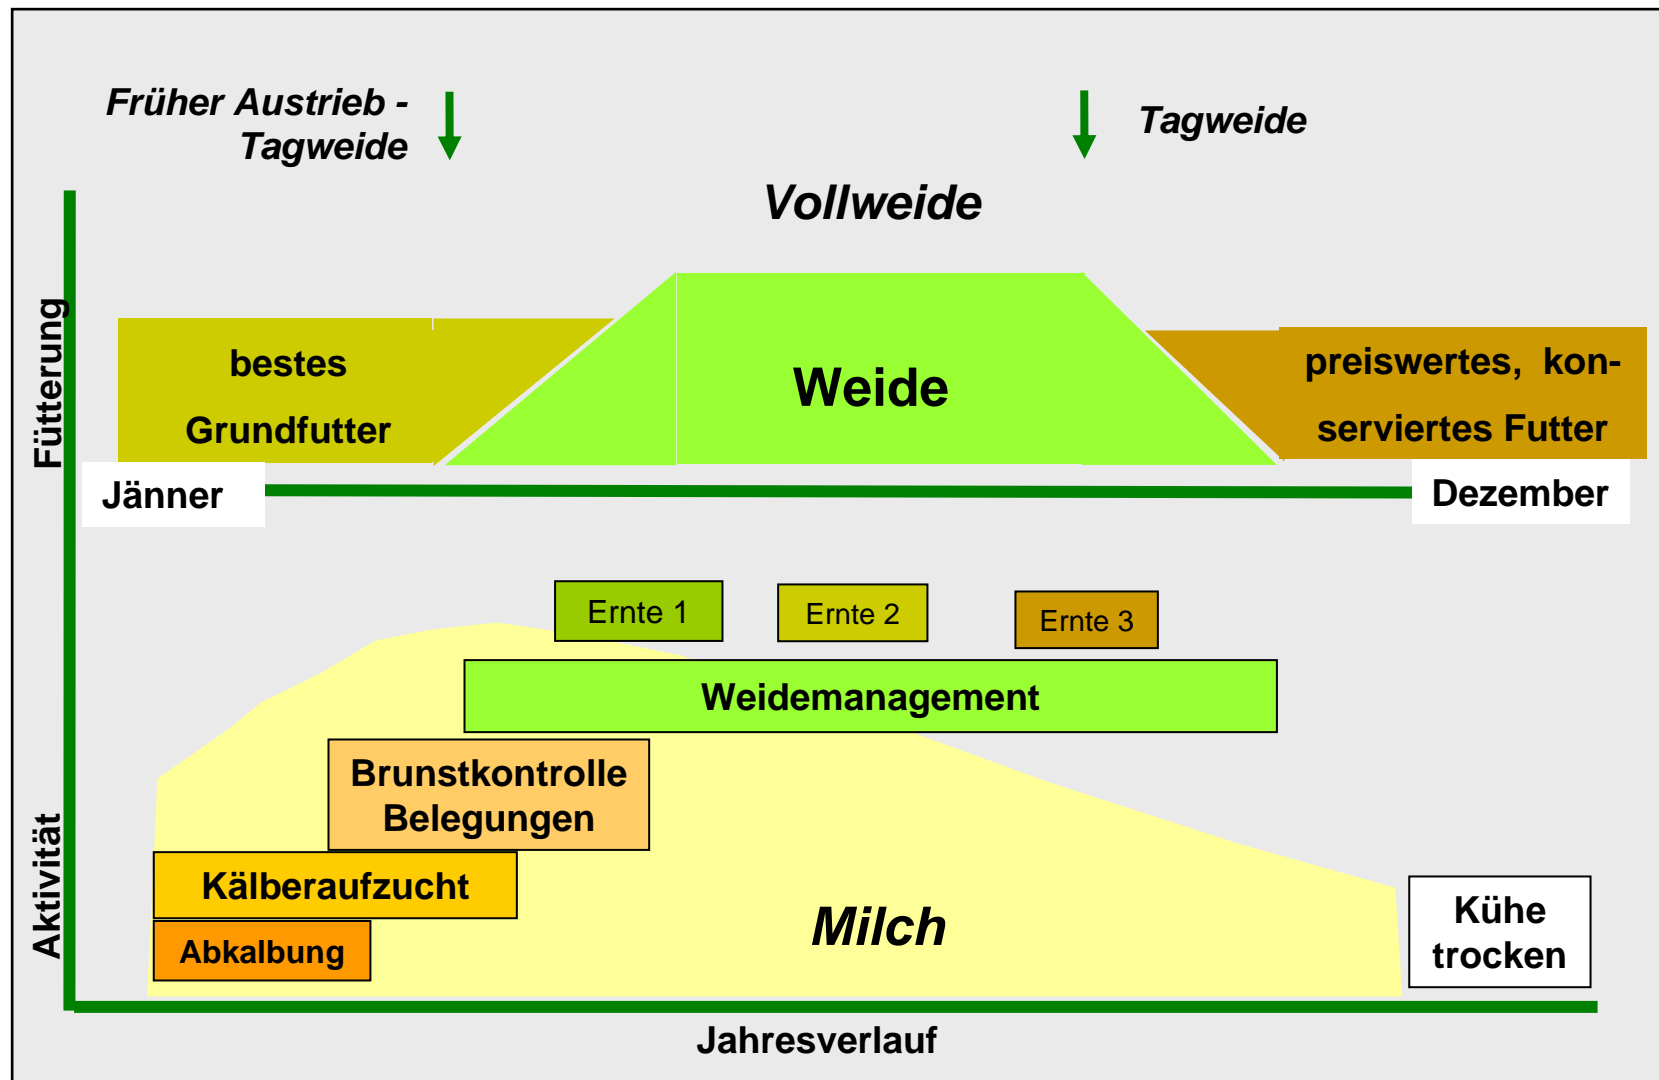 Früher Austrieb -
Tagweide
Tagweide
Vollweide
Fütterung
bestes
Grundfutter
Weide
preiswertes, kon-
serviertes Futter
Jänner
Dezember
Ernte 1
Ernte 2
Ernte 3
Weidemanagement
Brunstkontrolle
Belegungen
Aktivität
Kälberaufzucht
Abkalbung
Milch
Kühe
trocken
Jahresverlauf